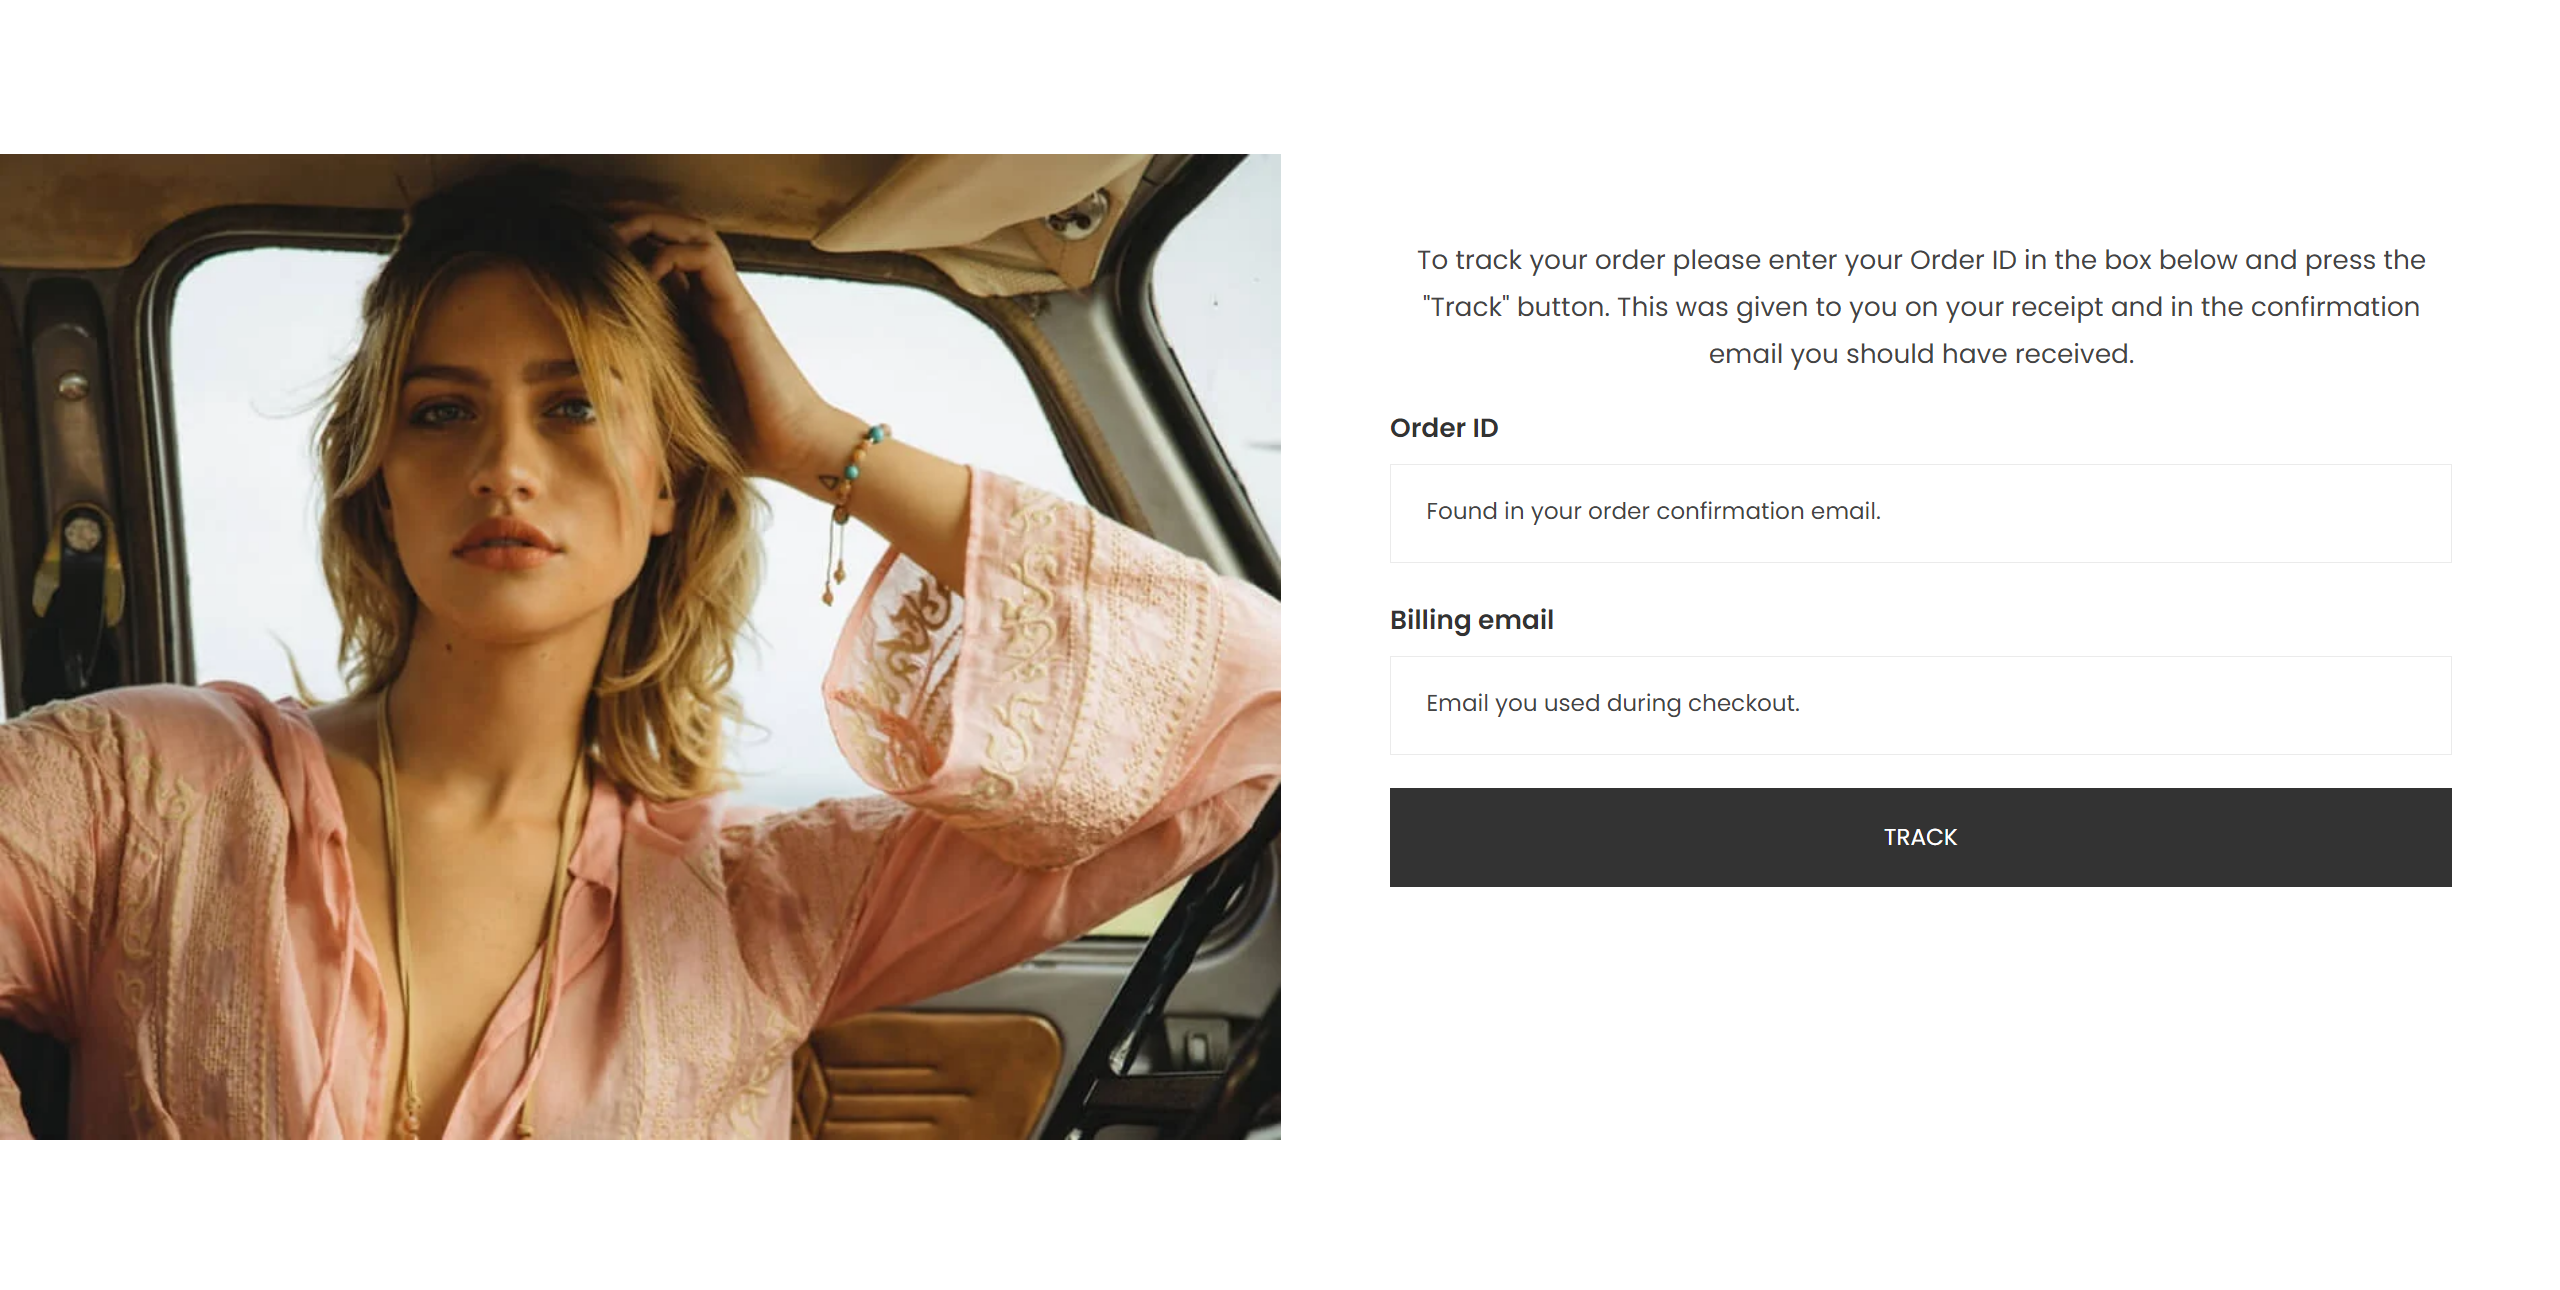 To track your order please enter your Order ID in the box below and press the
"Track" button. This was given to you on your receipt and in the confirmation
email you should have received.
Order ID
Found in your order confirmation email.
Billing email
Email you used during checkout.
TRACK